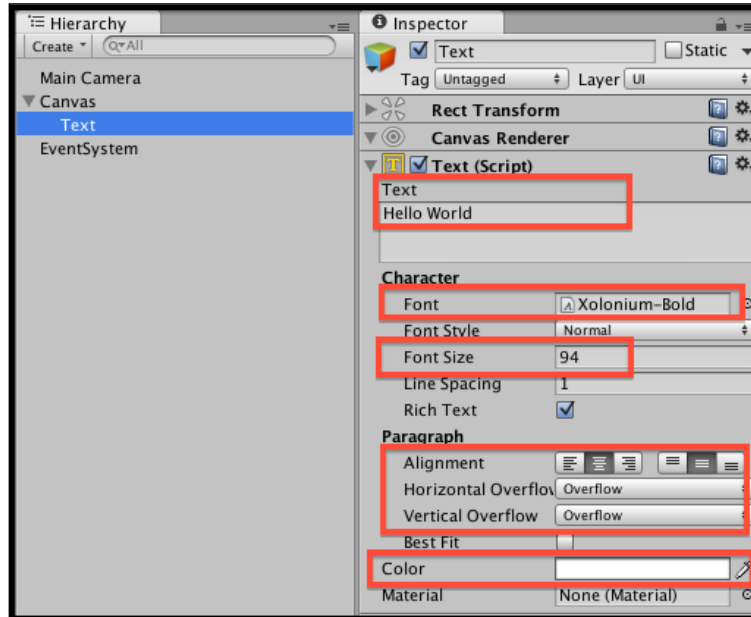 Hierarchy
Create
All
Main Camera
Canvas
Text
EventSystem
Inspector
Text
Static
Tag Untagged Layer UI
Rect Transform
Canvas Renderer
Text (Script)
Text
Hello World
Character
Font Xolonium-Bold
Font Style Normal
Font Size 94
Line Spacing 1
Rich Text
Paragraph
Alignment
Horizontal Overflov Overflow
Vertical Overflow Overflow
Best Fit
Color
Material None (Material)